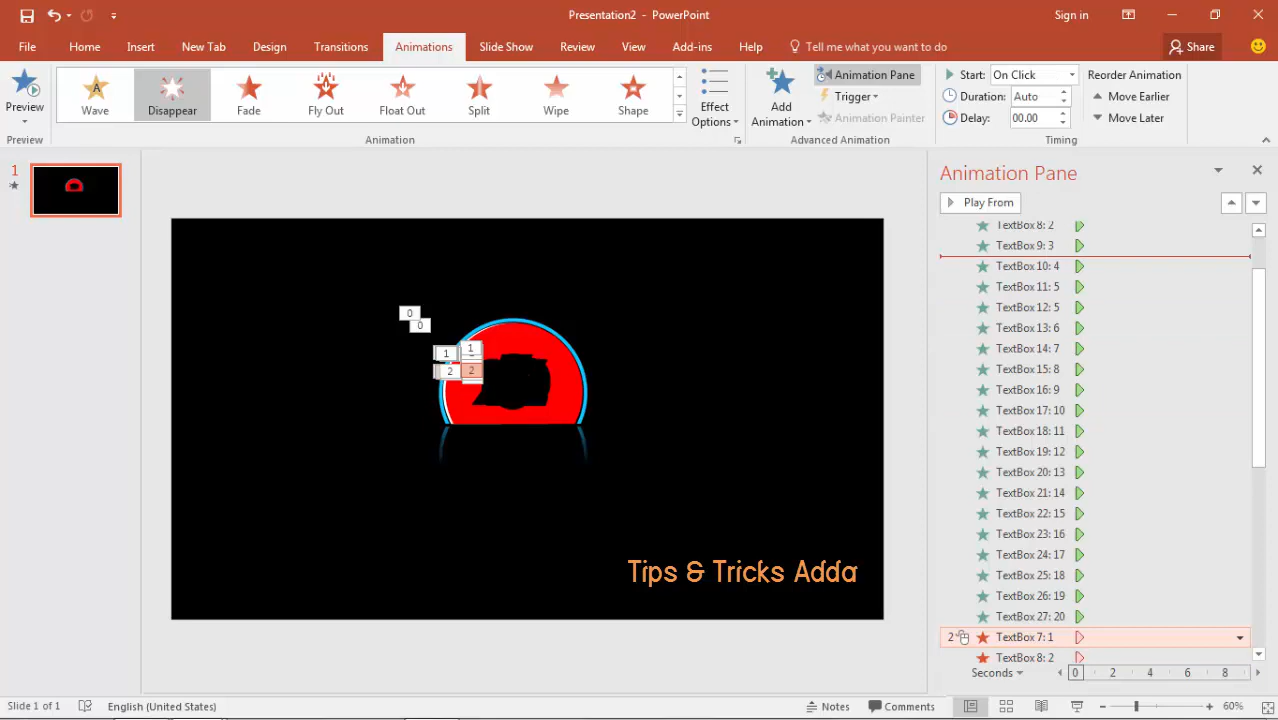 Presentation2 - PowerPoint
Sign in
File
Home
Insert
New Tab
Design
Transitions
Animations
Slide Show
Review
View
Add-ins
Help
Tell me what you want to do
Share
Preview
Wave
Disappear
Fade
Fly Out
Float Out
Split
Wipe
Shape
Effect
Options
Add
Animation
Animation Pane
Trigger
Animation Painter
Start: On Click
Duration: Auto
Delay: 00.00
Reorder Animation
Move Earlier
Move Later
Preview
Animation
Advanced Animation
Timing
1
0
0
1
1
2
2
Tips & Tricks Adda
Animation Pane
Play From
TextBox 8: 2
TextBox 9: 3
TextBox 10: 4
TextBox 11: 5
TextBox 12: 5
TextBox 13: 6
TextBox 14: 7
TextBox 15: 8
TextBox 16: 9
TextBox 17: 10
TextBox 18: 11
TextBox 19: 12
TextBox 20: 13
TextBox 21: 14
TextBox 22: 15
TextBox 23: 16
TextBox 24: 17
TextBox 25: 18
TextBox 26: 19
TextBox 27: 20
2 TextBox 7: 1
TextBox 8: 2
Seconds 0 2 4 6 8
Slide 1 of 1
English (United States)
Notes
Comments
60%